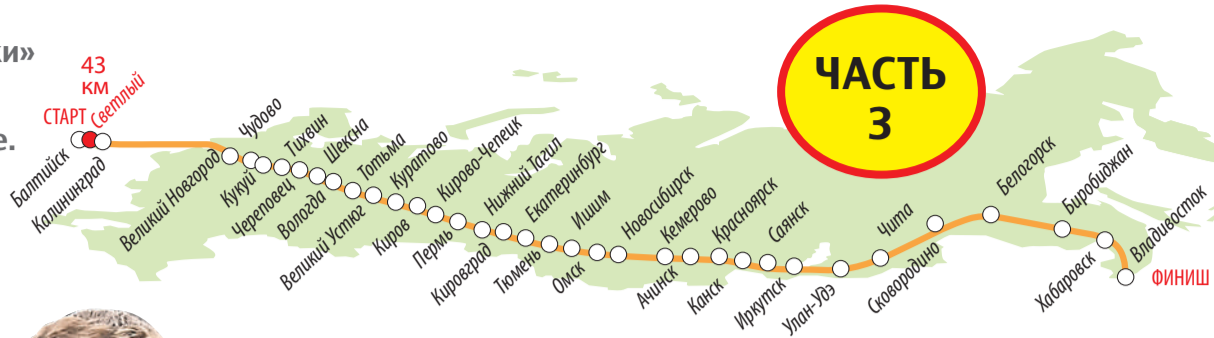 ки»
е.
43
км
СТАРТ
Светлый
Балтийск
Калининград
Великий Новгород
Чудово
Кукуй
Тихвин
Череповец
Шексна
Вологда
Тотьма
Великий Устюг
Куратово
Киров
Кирово-Чепецк
Пермь
Нижний Тагил
Кировград
Екатеринбург
Тюмень
Ишим
Омск
Новосибирск
Кемерово
Ачинск
Красноярск
Канск
Саянск
Иркутск
Улан-Удэ
Чита
Сковородино
Белогорск
Биробиджан
Хабаровск
Владивосток
ФИНИШ
ЧАСТЬ
3